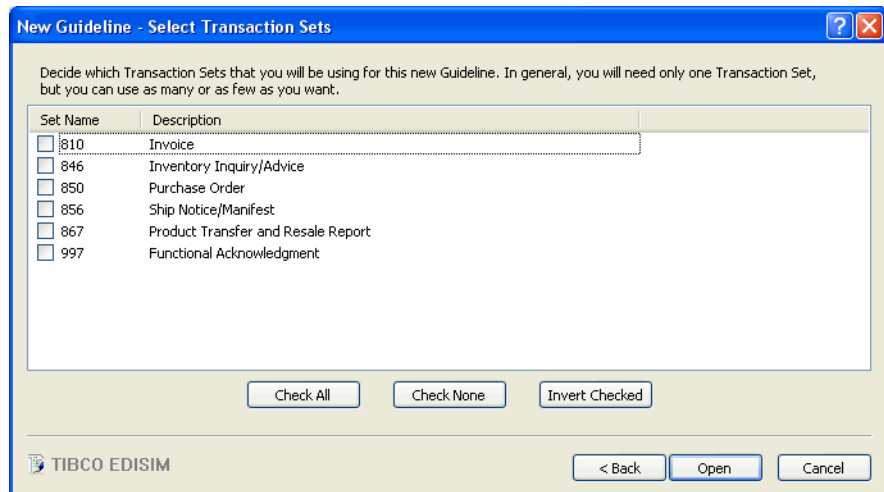 New Guideline - Select Transaction Sets
Decide which Transaction Sets that you will be using for this new Guideline. In general, you will need only one Transaction Set,
but you can use as many or as few as you want.
Set Name Description
810 Invoice
846 Inventory Inquiry/Advice
850 Purchase Order
856 Ship Notice/Manifest
867 Product Transfer and Resale Report
997 Functional Acknowledgment
Check All Check None Invert Checked
TIBCO EDISIM < Back Open Cancel